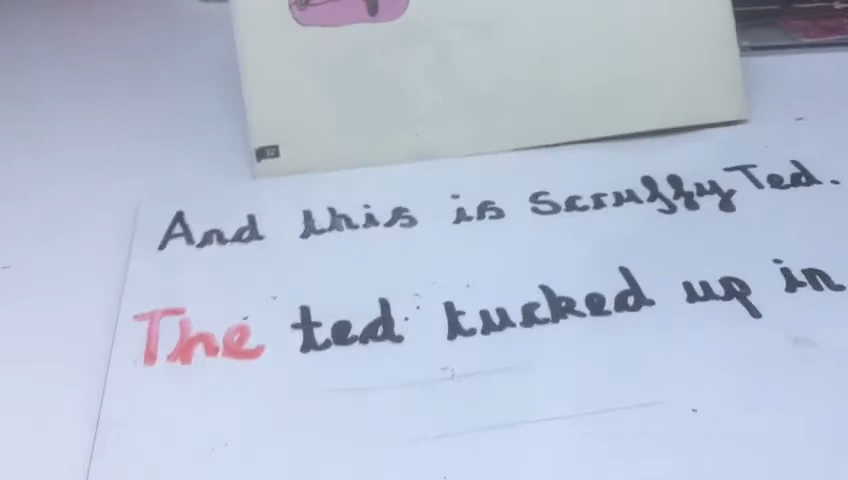 And this is Scruffy Ted.
The ted tucked up in